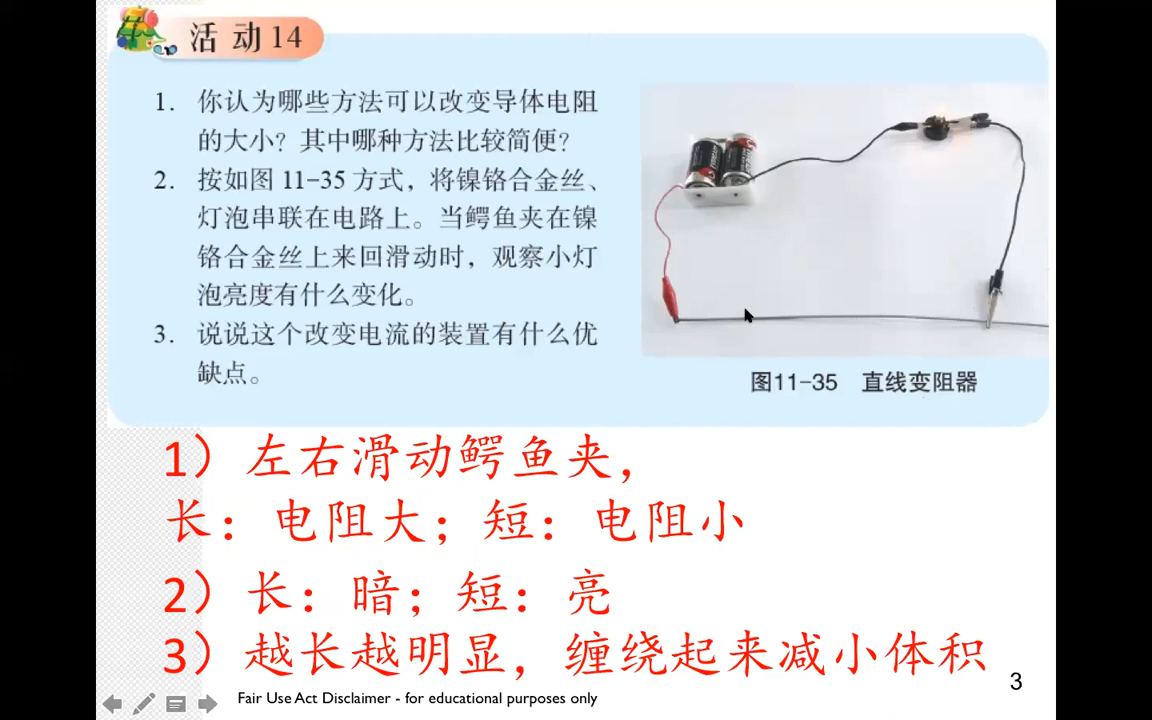 活动14
1. 你认为哪些方法可以改变导体电阻
的大小？其中哪种方法比较简便？
2. 按如图 11-35 方式，将镍铬合金丝、
灯泡串联在电路上。当鳄鱼夹在镍
铬合金丝上来回滑动时，观察小灯
泡亮度有什么变化。
3. 说说这个改变电流的装置有什么优
缺点。
图11-35 直线变阻器
1）左右滑动鳄鱼夹，
长：电阻大；短：电阻小
2）长：暗；短：亮
3）越长越明显，缠绕起来减小体积
3
Fair Use Act Disclaimer - for educational purposes only